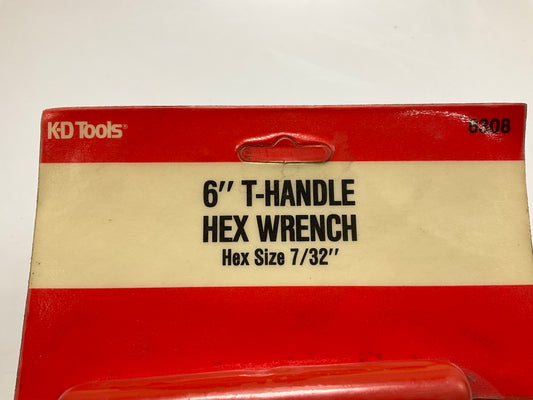 K-D Tools
6308
6" T-HANDLE
HEX WRENCH
Hex Size 7/32"